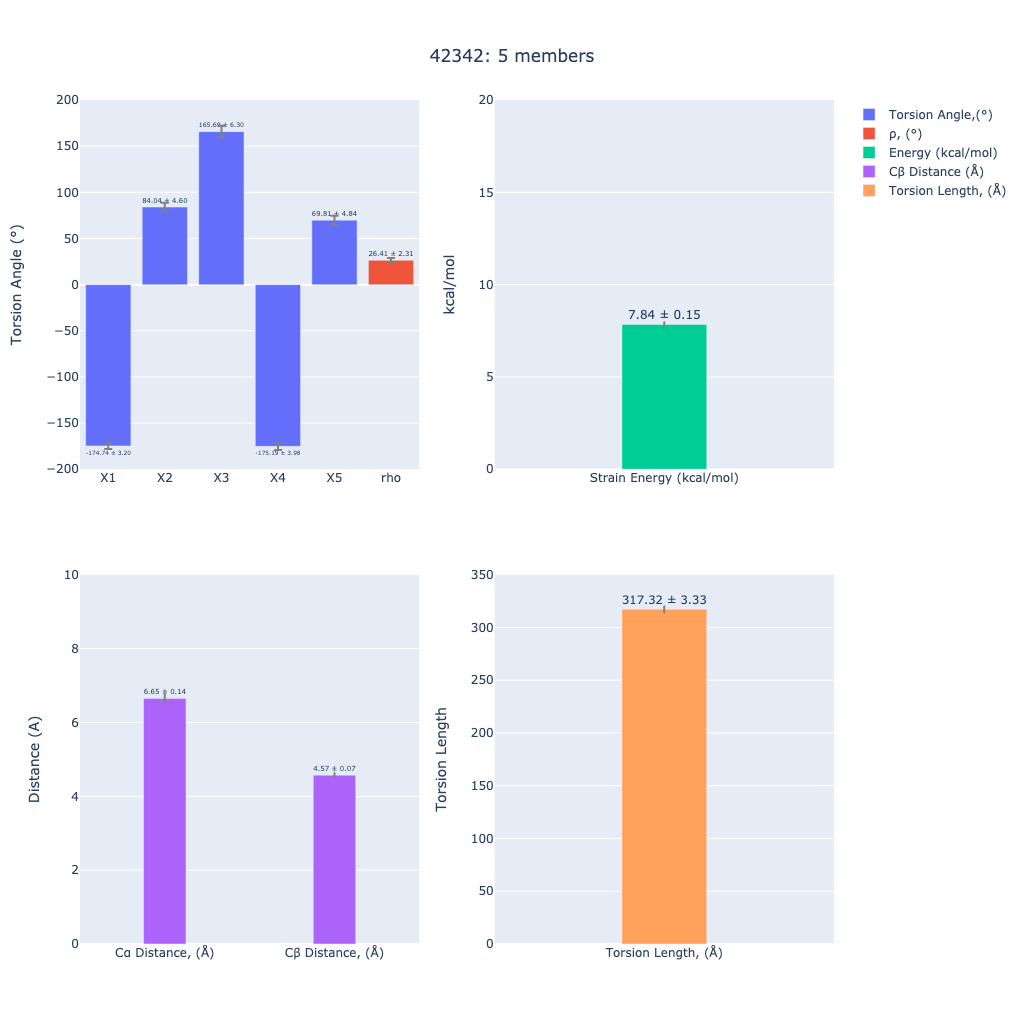 42342: 5 members
Torsion Angle (°)
200
150
100
50
0
−50
−100
−150
−200
-174.74 ± 3.20
84.04 ± 4.60
165.69 ± 6.30
-175.19 ± 3.98
69.81 ± 4.84
26.41 ± 2.31
X1 X2 X3 X4 X5 rho
kcal/mol
20
15
10
5
0
7.84 ± 0.15
Strain Energy (kcal/mol)
Torsion Angle,(°)
ρ, (°)
Energy (kcal/mol)
Cβ Distance (Å)
Torsion Length, (Å)
Distance (A)
10
8
6
4
2
0
6.65 ± 0.14
4.57 ± 0.07
Cα Distance, (Å) Cβ Distance, (Å)
Torsion Length
350
300
250
200
150
100
50
0
317.32 ± 3.33
Torsion Length, (Å)